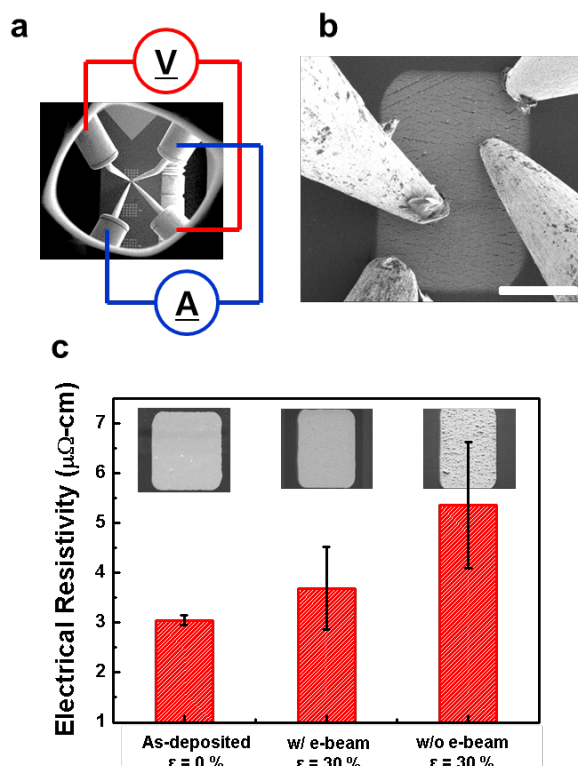 a
b
V
A
c
Electrical Resistivity (μΩ-cm)
7
6
5
4
3
2
1
As-deposited
ε = 0 %
w/ e-beam
ε = 30 %
w/o e-beam
ε = 30 %